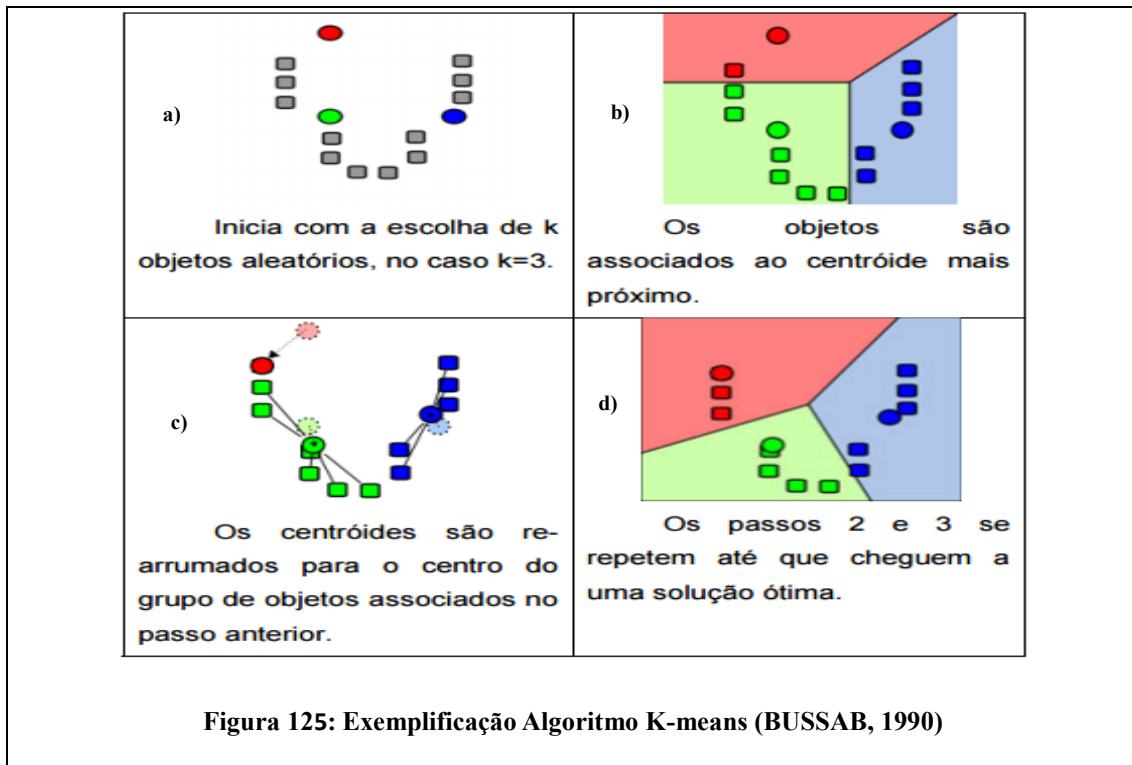 a)
Inicia com a escolha de k
objetos aleatórios, no caso k=3.
b)
Os objetos são
associados ao centróide mais
próximo.
c)
Os centróides são re-
arrumados para o centro do
grupo de objetos associados no
passo anterior.
d)
Os passos 2 e 3 se
repetem até que cheguem a
uma solução ótima.
Figura 125: Exemplificação Algoritmo K-means (BUSSAB, 1990)